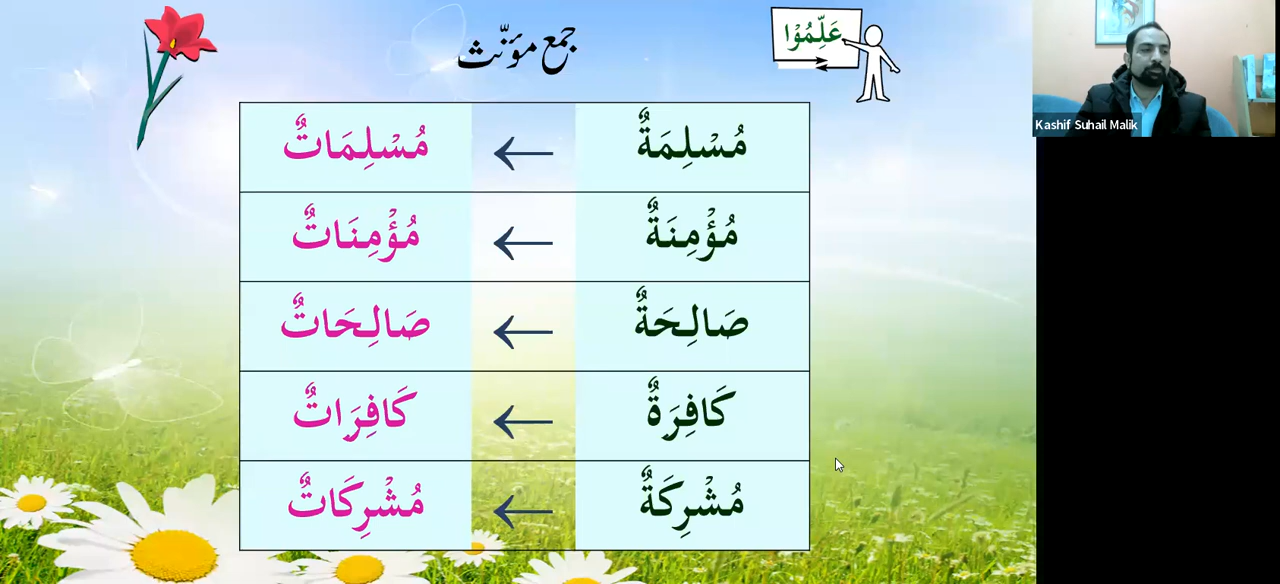 جمع مؤنّث
عَلِّمُوْا
Kashif Suhail Malik
مُسْلِمَةٌ ← مُسْلِمَاتٌ
مُؤْمِنَةٌ ← مُؤْمِنَاتٌ
صَالِحَةٌ ← صَالِحَاتٌ
كَافِرَةٌ ← كَافِرَاتٌ
مُشْرِكَةٌ ← مُشْرِكَاتٌ